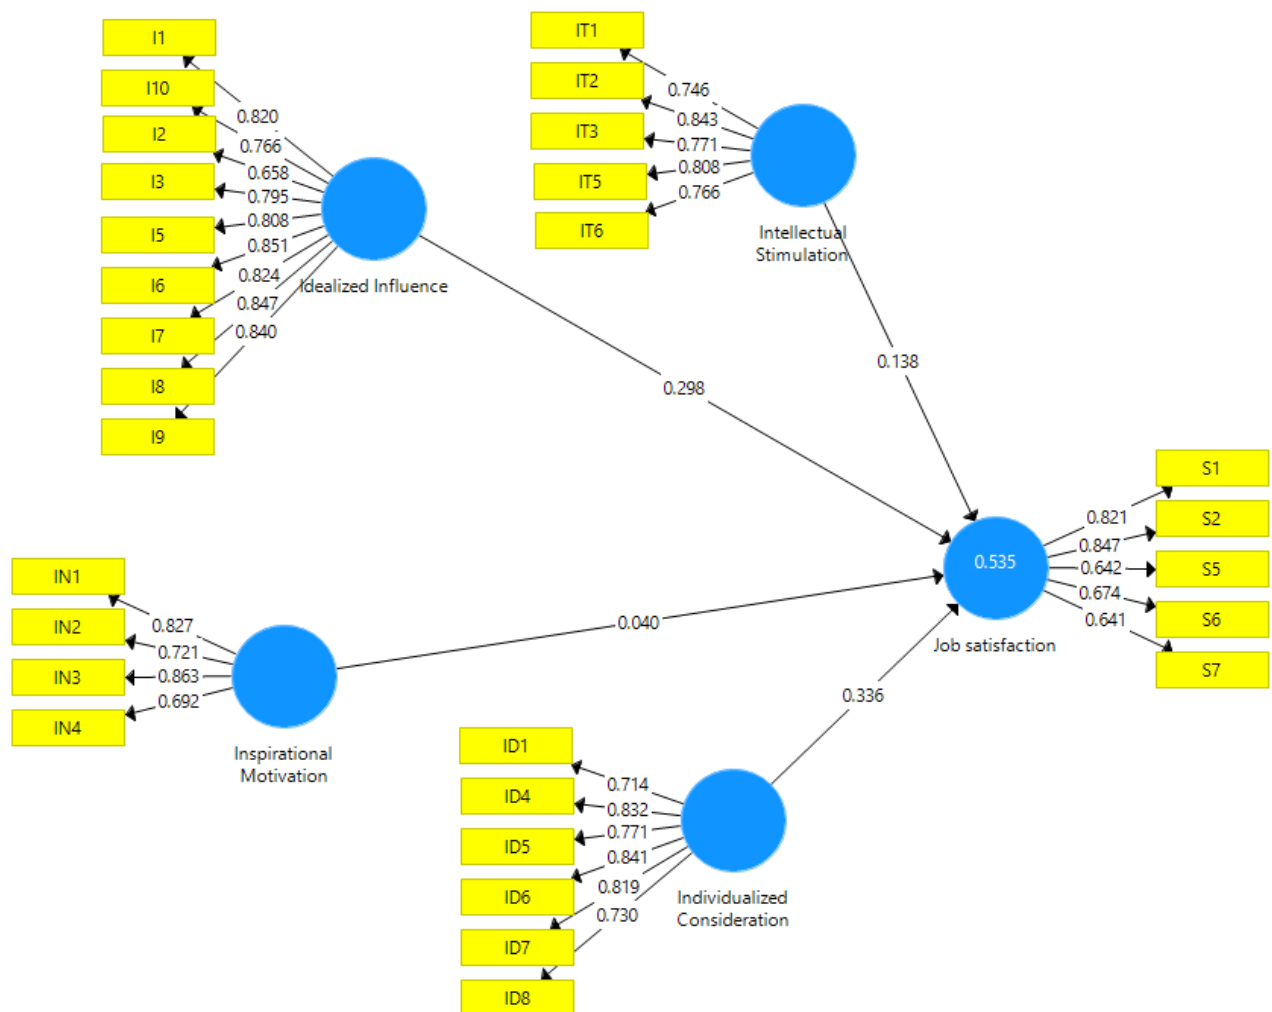 I1
I10
I2
I3
I5
I6
I7
I8
I9
0.820
0.766
0.658
0.795
0.808
0.851
0.824
0.847
0.840
Idealized Influence
IT1
IT2
IT3
IT5
IT6
0.746
0.843
0.771
0.808
0.766
Intellectual
Stimulation
0.298
0.138
0.040
0.336
IN1
IN2
IN3
IN4
0.827
0.721
0.863
0.692
Inspirational
Motivation
ID1
ID4
ID5
ID6
ID7
ID8
0.714
0.832
0.771
0.841
0.819
0.730
Individualized
Consideration
0.535
Job satisfaction
0.821
0.847
0.642
0.674
0.641
S1
S2
S5
S6
S7